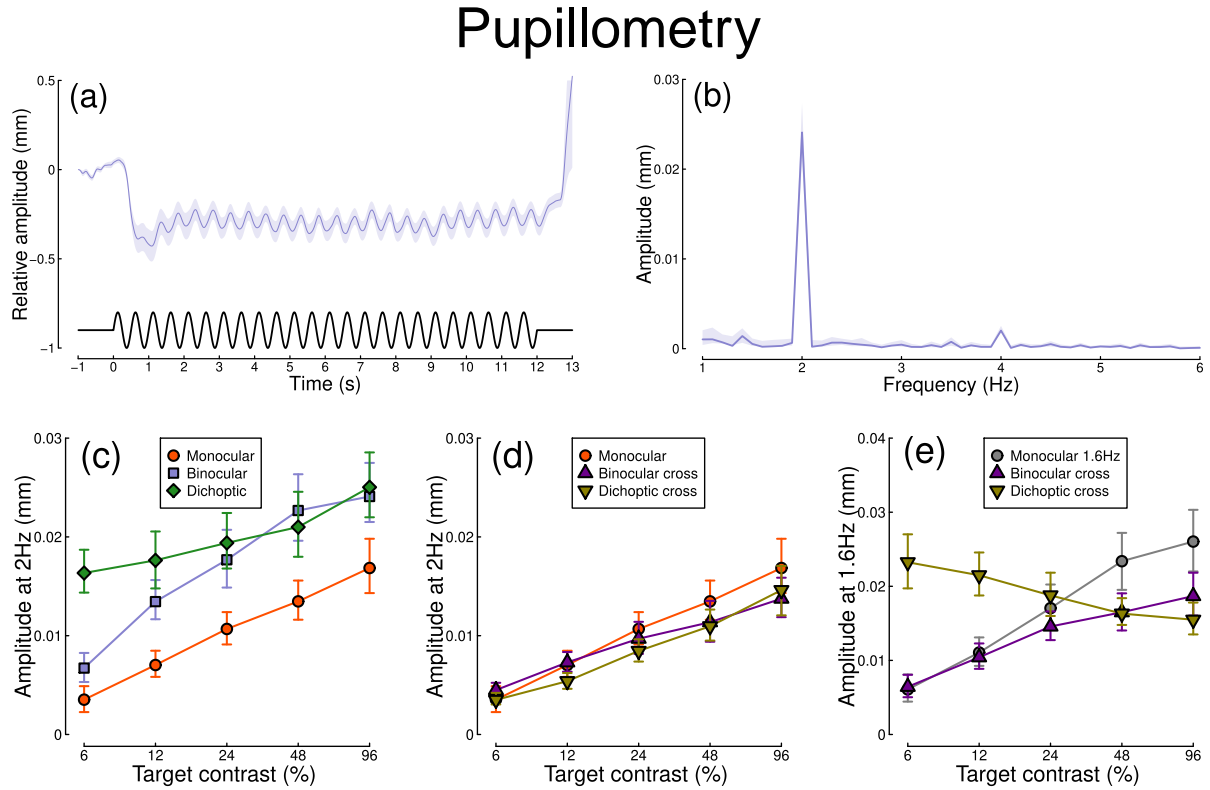 Pupillometry
(a)
Relative amplitude (mm)
0.5
0
−0.5
−1
−1 0 1 2 3 4 5 6 7 8 9 10 11 12 13
Time (s)
(b)
Amplitude (mm)
0.03
0.02
0.01
0
1 2 3 4 5 6
Frequency (Hz)
(c)
Monocular
Binocular
Dichoptic
Amplitude at 2Hz (mm)
0.03
0.02
0.01
0
6 12 24 48 96
Target contrast (%)
(d)
Monocular
Binocular cross
Dichoptic cross
Amplitude at 2Hz (mm)
0.03
0.02
0.01
0
6 12 24 48 96
Target contrast (%)
(e)
Monocular 1.6Hz
Binocular cross
Dichoptic cross
Amplitude at 1.6Hz (mm)
0.04
0.03
0.02
0.01
0
6 12 24 48 96
Target contrast (%)